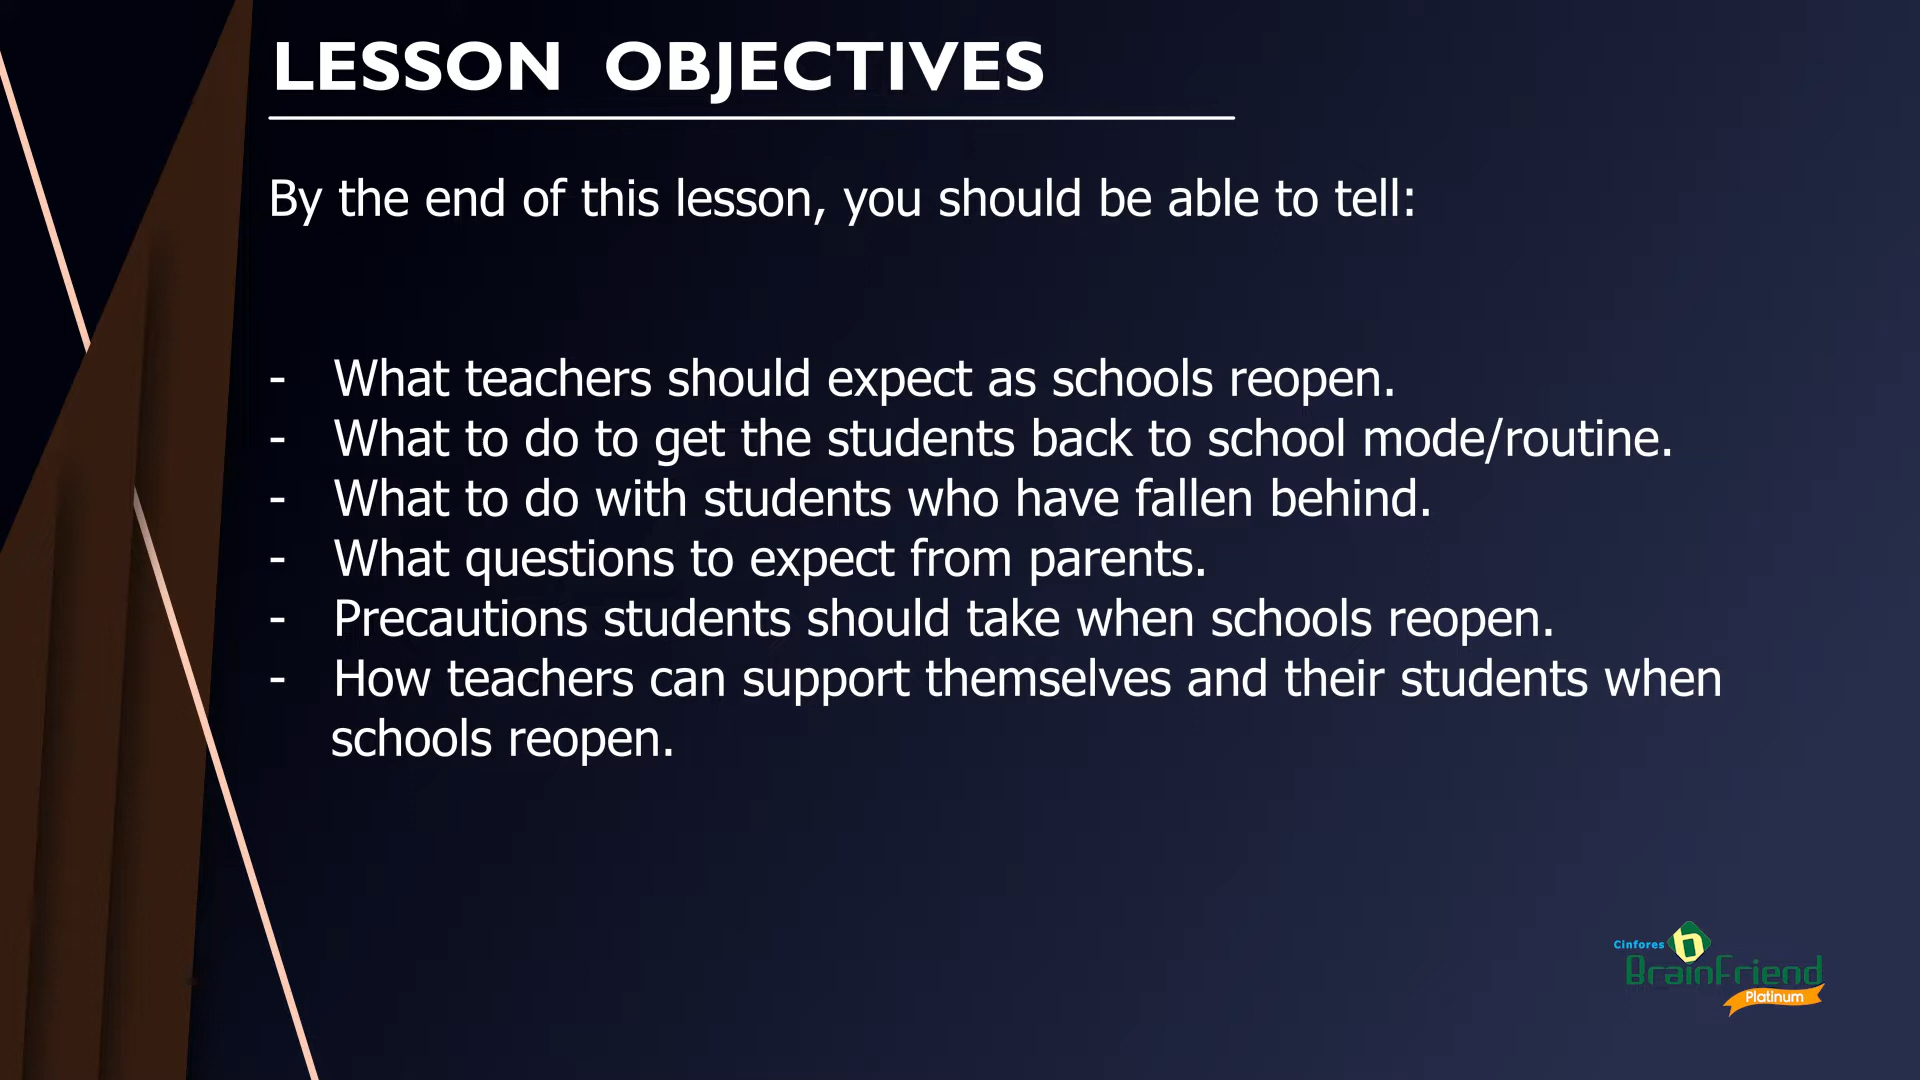 LESSON OBJECTIVES
By the end of this lesson, you should be able to tell:
- What teachers should expect as schools reopen.
- What to do to get the students back to school mode/routine.
- What to do with students who have fallen behind.
- What questions to expect from parents.
- Precautions students should take when schools reopen.
- How teachers can support themselves and their students when
schools reopen.
Cinfores
BrainFriend
Platinum